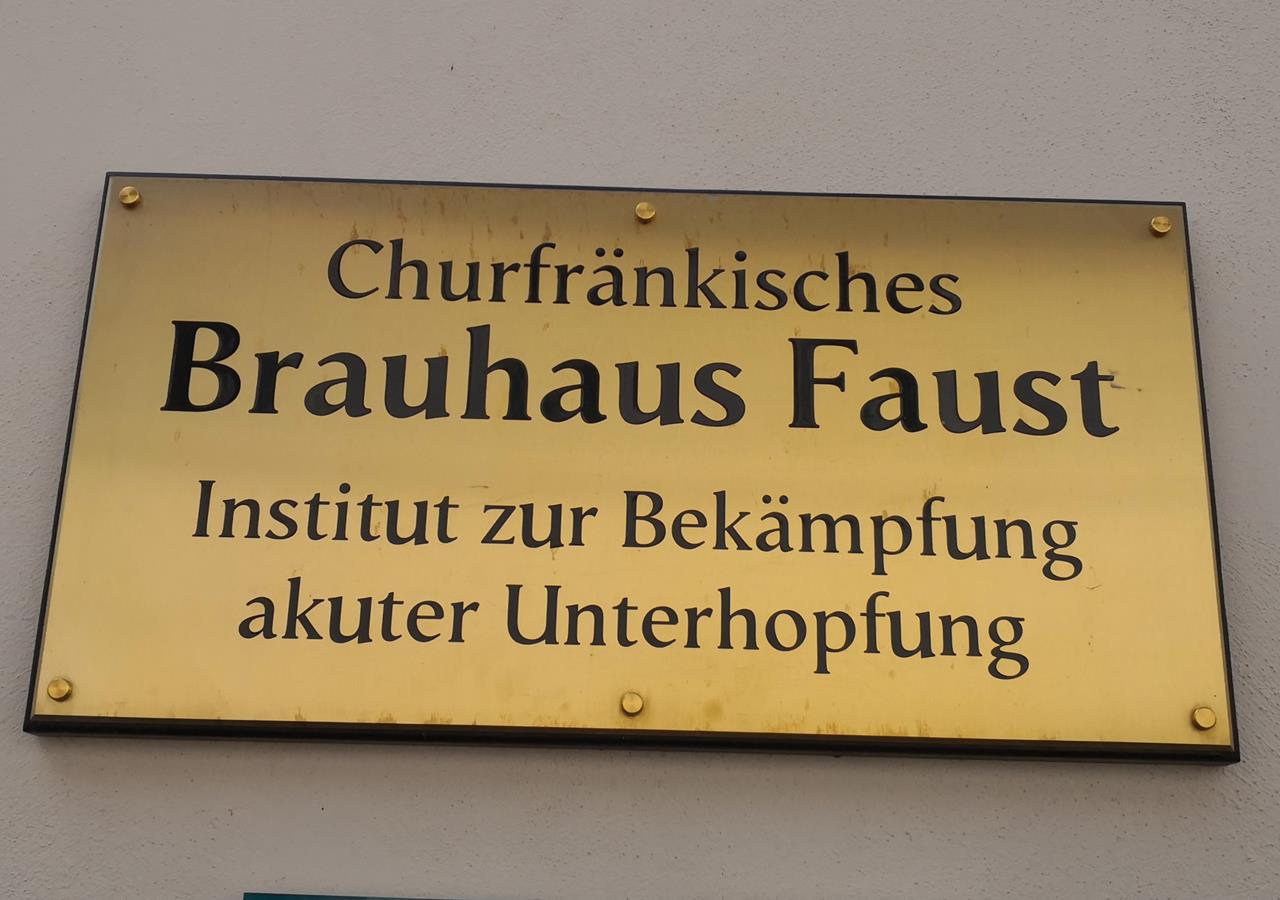 Churfränkisches
Brauhaus Faust
Institut zur Bekämpfung
akuter Unterhopfung